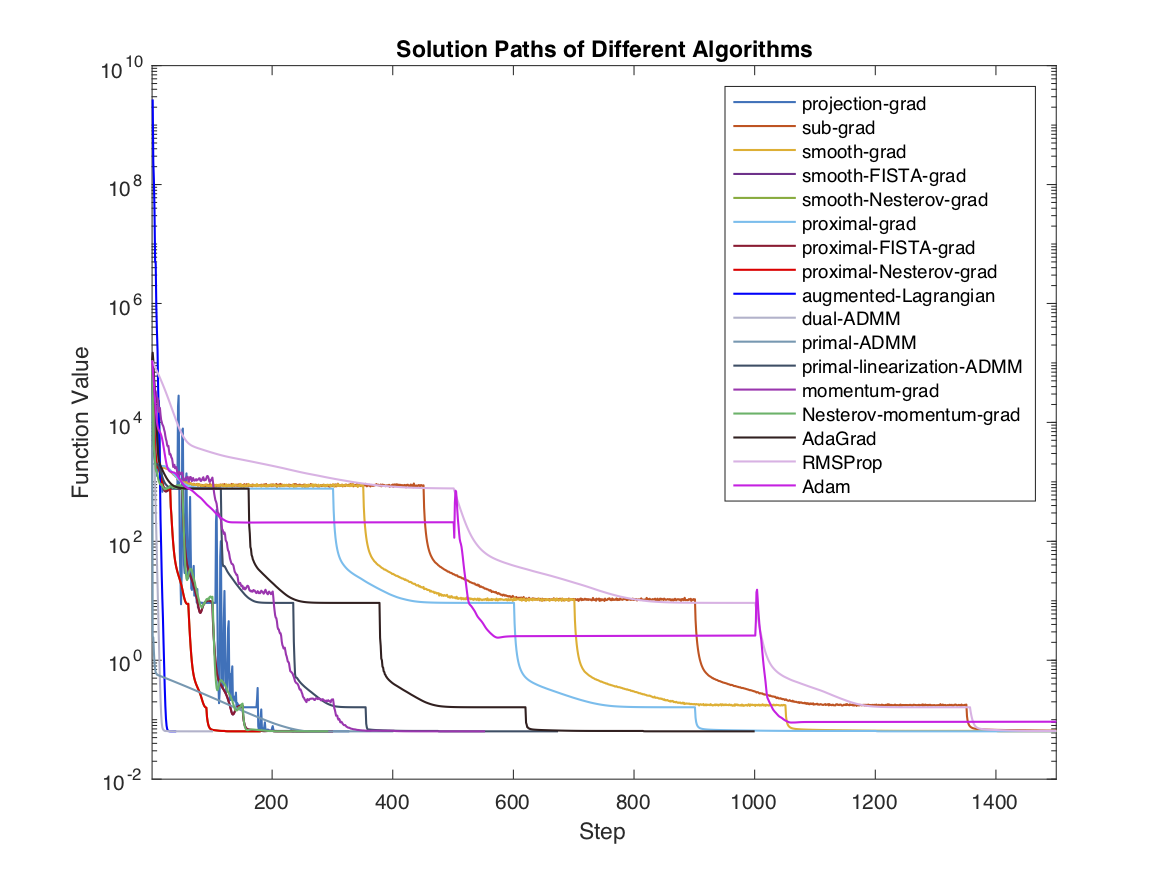 Solution Paths of Different Algorithms
10^10
10^8
10^6
10^4
10^2
10^0
10^-2
Function Value
projection-grad
sub-grad
smooth-grad
smooth-FISTA-grad
smooth-Nesterov-grad
proximal-grad
proximal-FISTA-grad
proximal-Nesterov-grad
augmented-Lagrangian
dual-ADMM
primal-ADMM
primal-linearization-ADMM
momentum-grad
Nesterov-momentum-grad
AdaGrad
RMSProp
Adam
200 400 600 800 1000 1200 1400
Step